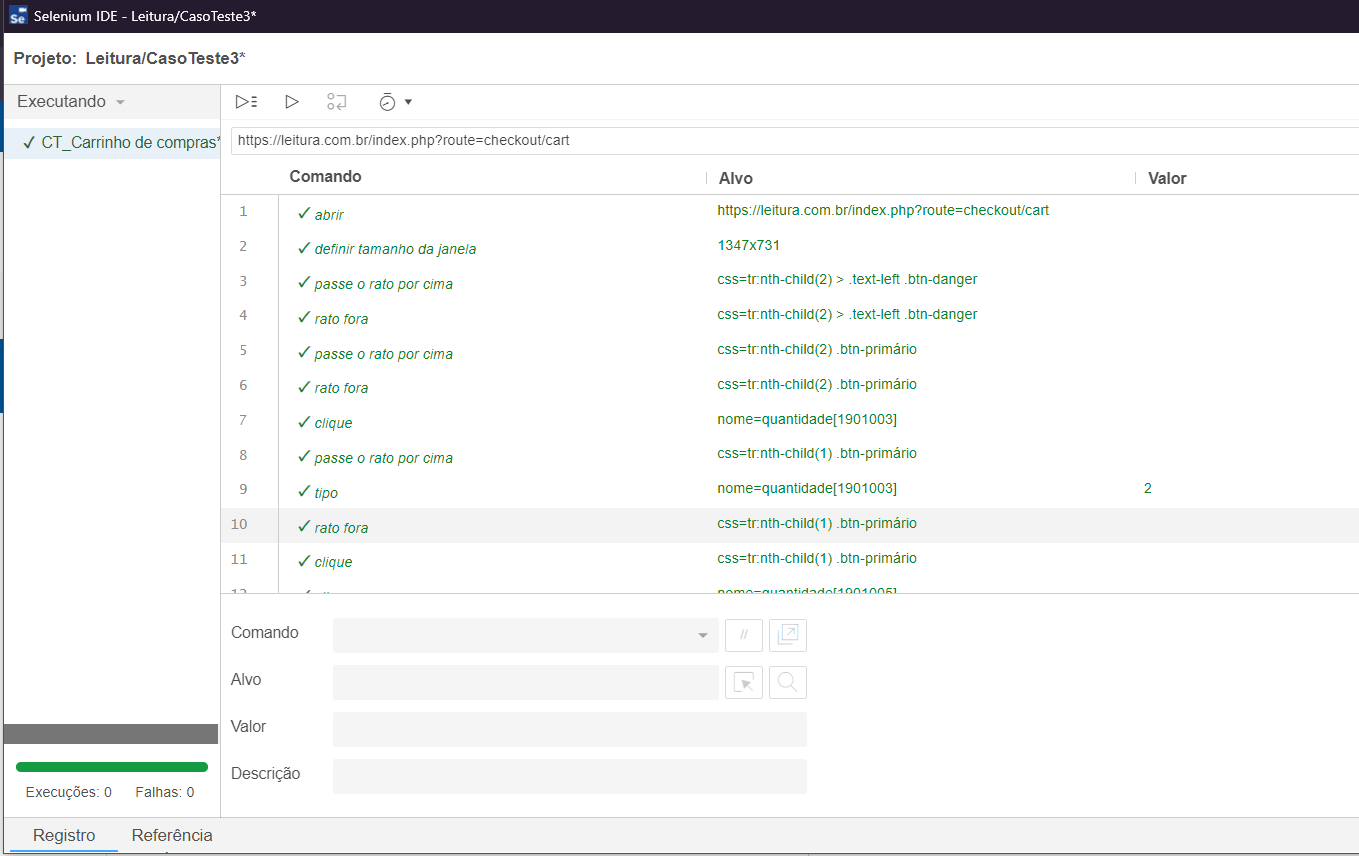 Selenium IDE - Leitura/CasoTeste3*
Projeto: Leitura/CasoTeste3*
Executando
✓ CT_Carrinho de compras*
https://leitura.com.br/index.php?route=checkout/cart
Comando Alvo Valor
1 ✓ abrir https://leitura.com.br/index.php?route=checkout/cart
2 ✓ definir tamanho da janela 1347x731
3 ✓ passe o rato por cima css=tr:nth-child(2) > .text-left .btn-danger
4 ✓ rato fora css=tr:nth-child(2) > .text-left .btn-danger
5 ✓ passe o rato por cima css=tr:nth-child(2) .btn-primário
6 ✓ rato fora css=tr:nth-child(2) .btn-primário
7 ✓ clique nome=quantidade[1901003]
8 ✓ passe o rato por cima css=tr:nth-child(1) .btn-primário
9 ✓ tipo nome=quantidade[1901003] 2
10 ✓ rato fora css=tr:nth-child(1) .btn-primário
11 ✓ clique css=tr:nth-child(1) .btn-primário
nome=quantidade[1901005]
Comando //
Alvo
Valor
Descrição
Execuções: 0 Falhas: 0
Registro Referência